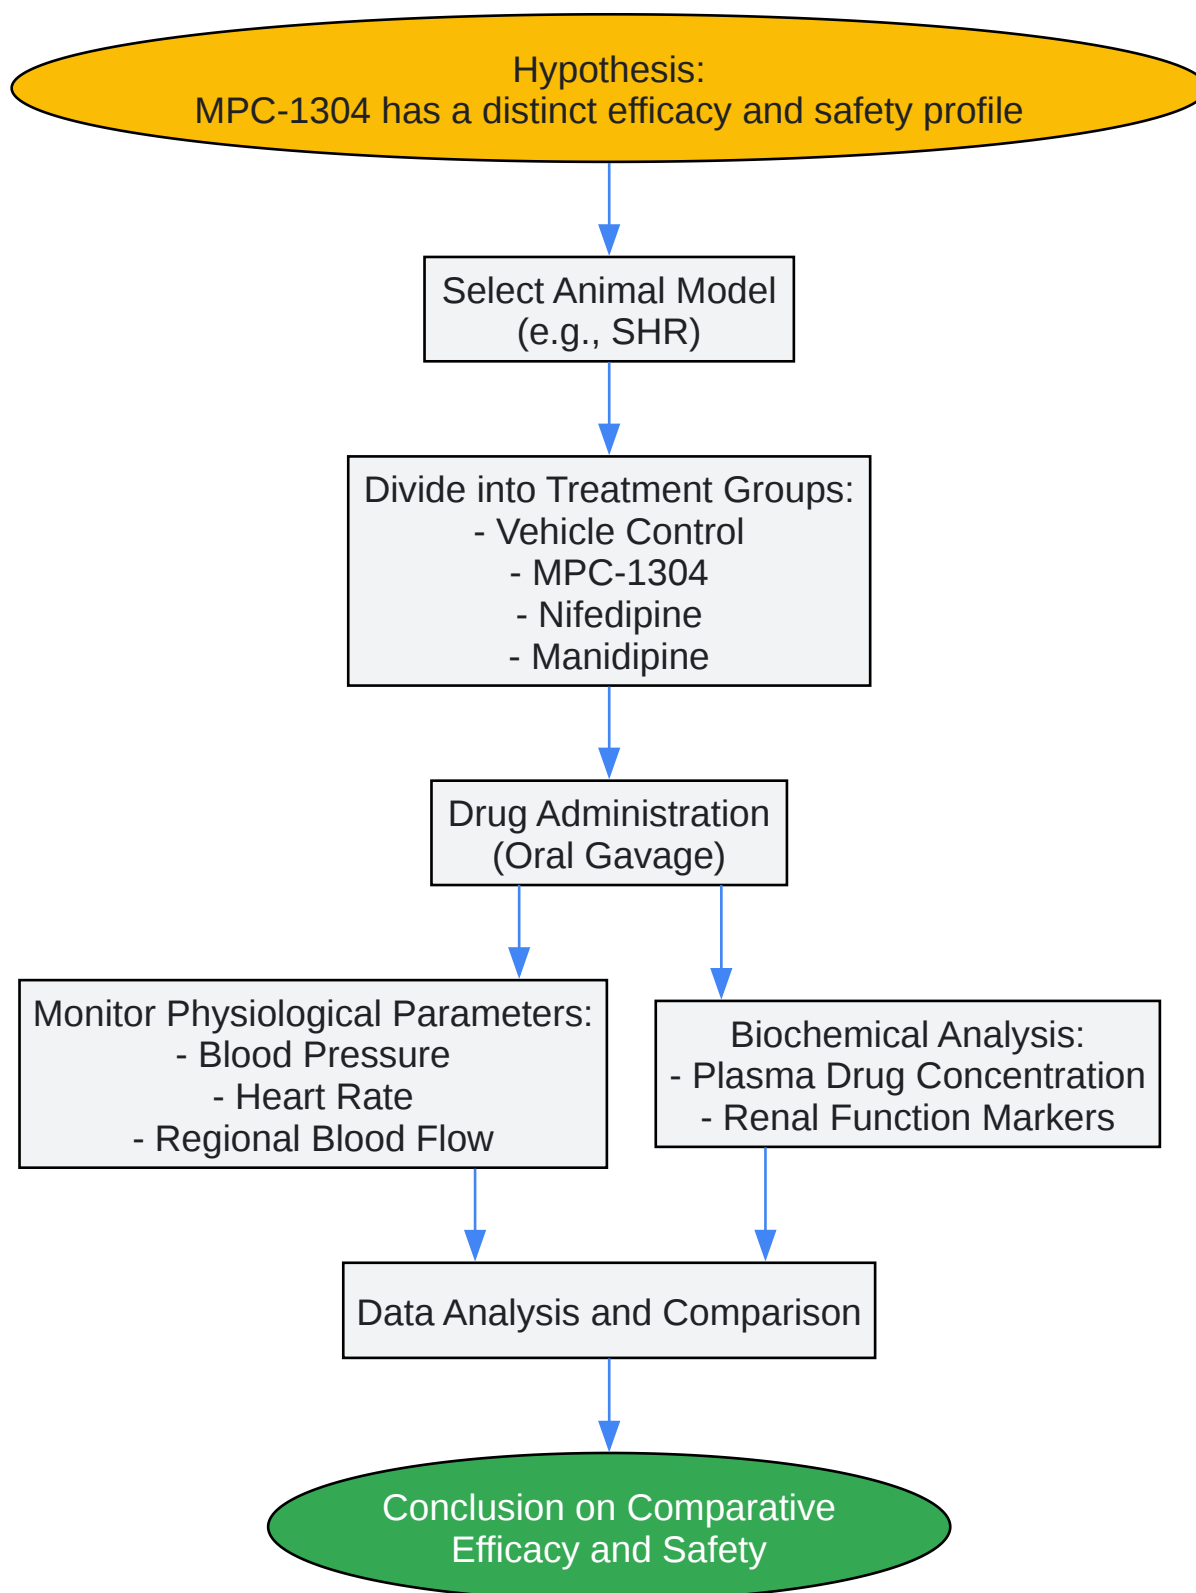 Hypothesis:
MPC-1304 has a distinct efficacy and safety profile
Select Animal Model
(e.g., SHR)
Divide into Treatment Groups:
- Vehicle Control
- MPC-1304
- Nifedipine
- Manidipine
Drug Administration
(Oral Gavage)
Monitor Physiological Parameters:
- Blood Pressure
- Heart Rate
- Regional Blood Flow
Biochemical Analysis:
- Plasma Drug Concentration
- Renal Function Markers
Data Analysis and Comparison
Conclusion on Comparative
Efficacy and Safety